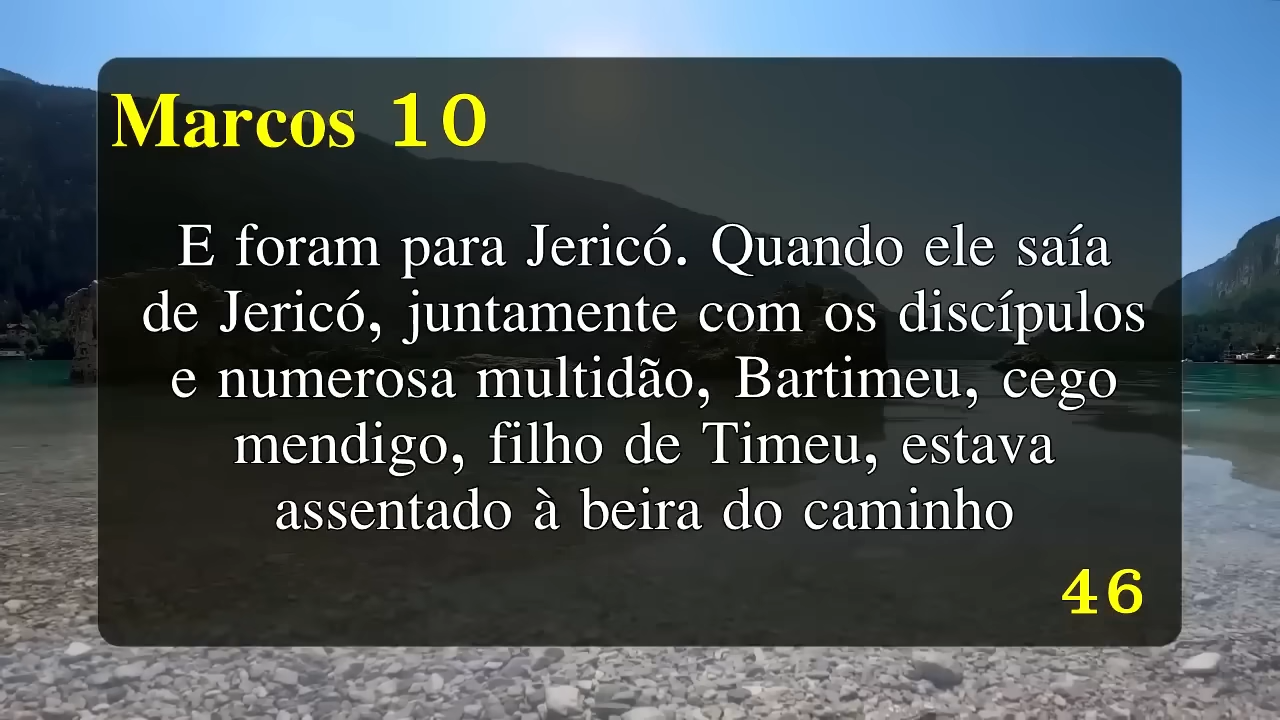 Marcos 10
E foram para Jericó. Quando ele saía
de Jericó, juntamente com os discípulos
e numerosa multidão, Bartimeu, cego
mendigo, filho de Timeu, estava
assentado à beira do caminho
46